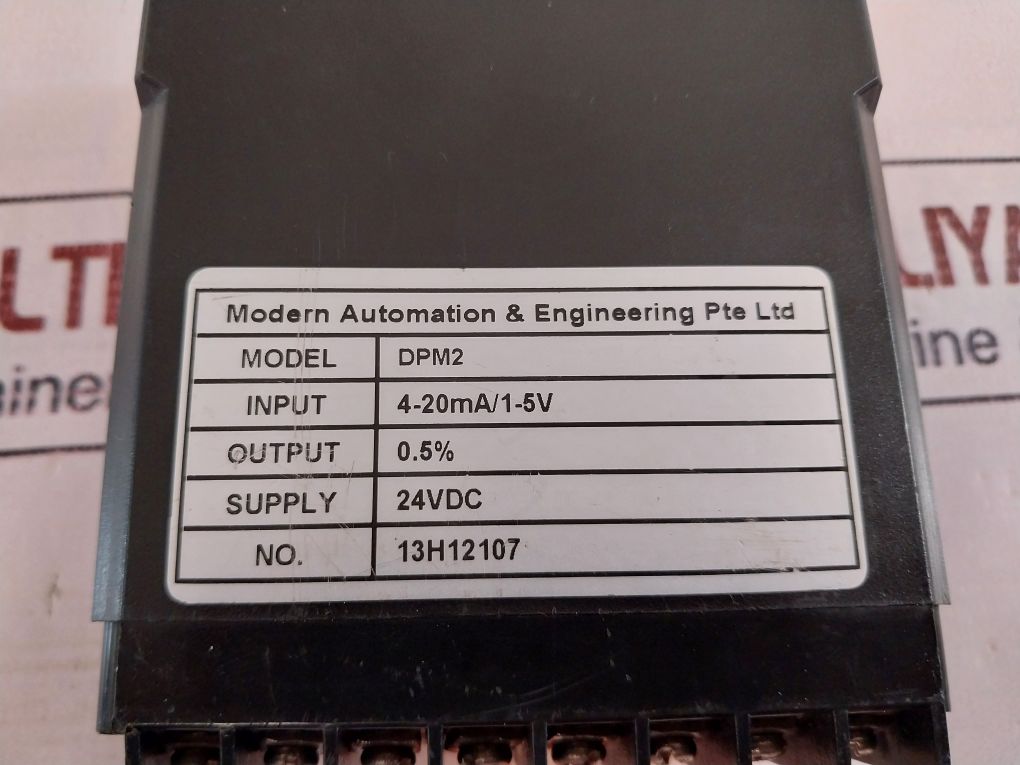 Modern Automation & Engineering Pte Ltd
MODEL DPM2
INPUT 4-20mA/1-5V
OUTPUT 0.5%
SUPPLY 24VDC
NO. 13H12107